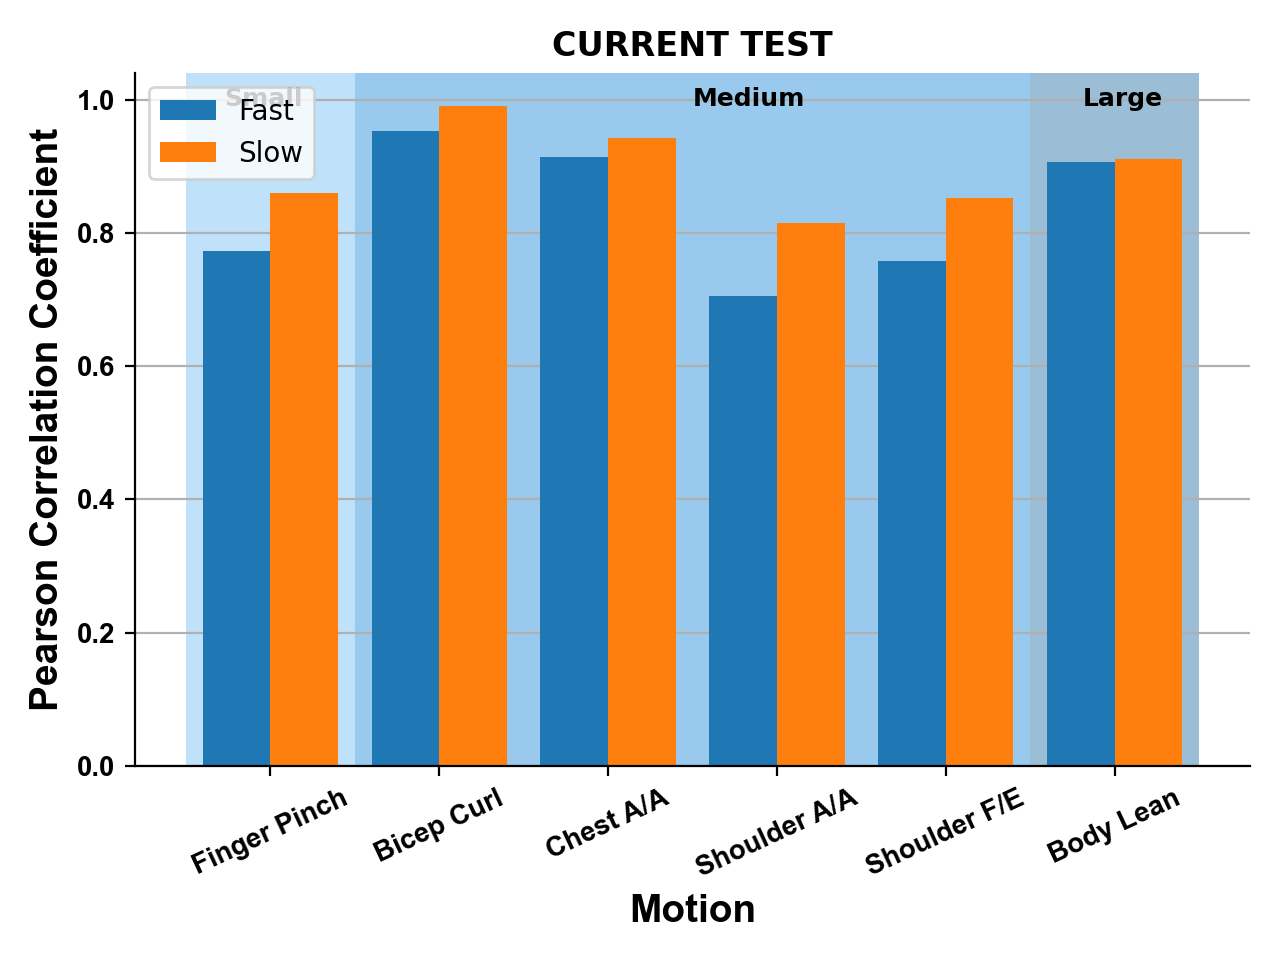 CURRENT TEST
Small
Medium
Large
Fast
Slow
Pearson Correlation Coefficient
1.0
0.8
0.6
0.4
0.2
0.0
Finger Pinch
Bicep Curl
Chest A/A
Shoulder A/A
Shoulder F/E
Body Lean
Motion